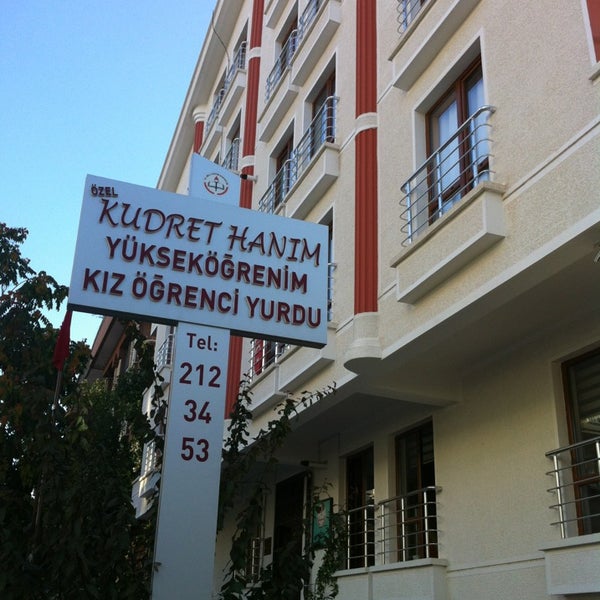 ÖZEL
KUDRET HANIM
YÜKSEKÖĞRENİM
KIZ ÖĞRENCİ YURDU
Tel:
212
34
53